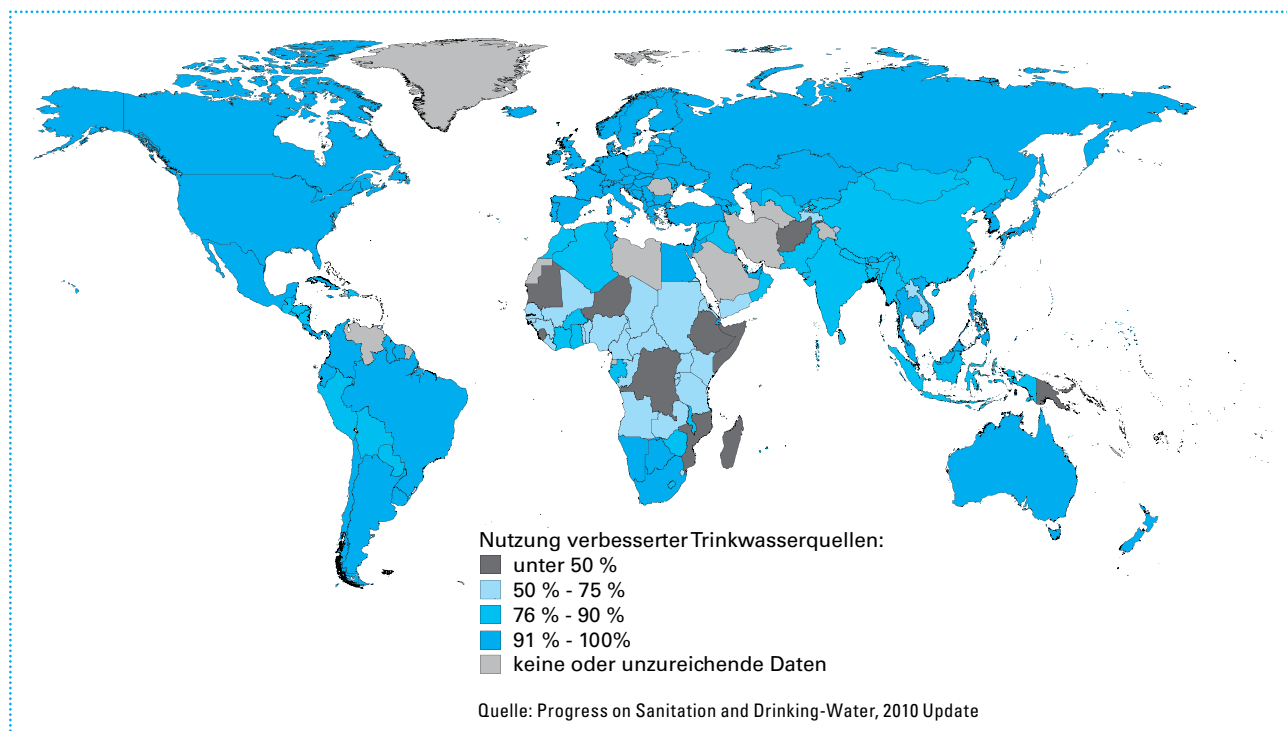 Nutzung verbesserter Trinkwasserquellen:
unter 50 %
50 % - 75 %
76 % - 90 %
91 % - 100%
keine oder unzureichende Daten
Quelle: Progress on Sanitation and Drinking-Water, 2010 Update